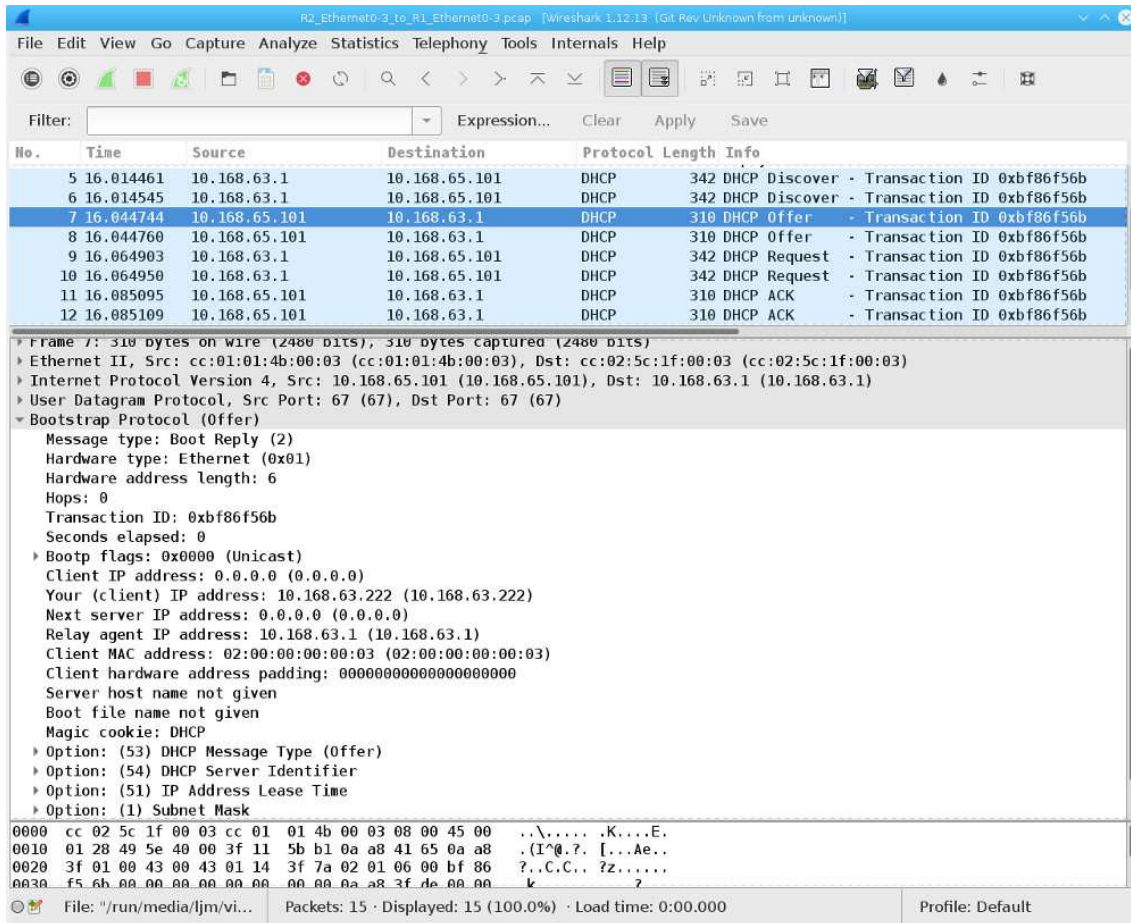 R2_Ethernet0-3_to_R1_Ethernet0-3.pcap [Wireshark 1.12.13 (Git Rev Unknown from unknown)]
File Edit View Go Capture Analyze Statistics Telephony Tools Internals Help
Filter: Expression... Clear Apply Save
No. Time Source Destination Protocol Length Info
5 16.014461 10.168.63.1 10.168.65.101 DHCP 342 DHCP Discover - Transaction ID 0xbf86f56b
6 16.014545 10.168.63.1 10.168.65.101 DHCP 342 DHCP Discover - Transaction ID 0xbf86f56b
7 16.044744 10.168.65.101 10.168.63.1 DHCP 310 DHCP Offer - Transaction ID 0xbf86f56b
8 16.044760 10.168.65.101 10.168.63.1 DHCP 310 DHCP Offer - Transaction ID 0xbf86f56b
9 16.064903 10.168.63.1 10.168.65.101 DHCP 342 DHCP Request - Transaction ID 0xbf86f56b
10 16.064950 10.168.63.1 10.168.65.101 DHCP 342 DHCP Request - Transaction ID 0xbf86f56b
11 16.085095 10.168.65.101 10.168.63.1 DHCP 310 DHCP ACK - Transaction ID 0xbf86f56b
12 16.085109 10.168.65.101 10.168.63.1 DHCP 310 DHCP ACK - Transaction ID 0xbf86f56b
Frame 7: 310 bytes on wire (2480 bits), 310 bytes captured (2480 bits)
Ethernet II, Src: cc:01:01:4b:00:03 (cc:01:01:4b:00:03), Dst: cc:02:5c:1f:00:03 (cc:02:5c:1f:00:03)
Internet Protocol Version 4, Src: 10.168.65.101 (10.168.65.101), Dst: 10.168.63.1 (10.168.63.1)
User Datagram Protocol, Src Port: 67 (67), Dst Port: 67 (67)
Bootstrap Protocol (Offer)
Message type: Boot Reply (2)
Hardware type: Ethernet (0x01)
Hardware address length: 6
Hops: 0
Transaction ID: 0xbf86f56b
Seconds elapsed: 0
Bootp flags: 0x0000 (Unicast)
Client IP address: 0.0.0.0 (0.0.0.0)
Your (client) IP address: 10.168.63.222 (10.168.63.222)
Next server IP address: 0.0.0.0 (0.0.0.0)
Relay agent IP address: 10.168.63.1 (10.168.63.1)
Client MAC address: 02:00:00:00:00:03 (02:00:00:00:00:03)
Client hardware address padding: 00000000000000000000
Server host name not given
Boot file name not given
Magic cookie: DHCP
Option: (53) DHCP Message Type (Offer)
Option: (54) DHCP Server Identifier
Option: (51) IP Address Lease Time
Option: (1) Subnet Mask
0000 cc 02 5c 1f 00 03 cc 01 01 4b 00 03 08 00 45 00 ..\..... .K....E.
0010 01 28 49 5e 40 00 3f 11 5b b1 0a a8 41 65 0a a8 .(I^@.?. [...Ae..
0020 3f 01 00 43 00 43 01 14 3f 7a 02 01 06 00 bf 86 ?..C.C.. ?z......
0030 f5 6b 00 00 00 00 00 00 00 00 0a a8 3f de 00 00
File: "/run/media/ljm/vi... Packets: 15 · Displayed: 15 (100.0%) · Load time: 0:00.000 Profile: Default